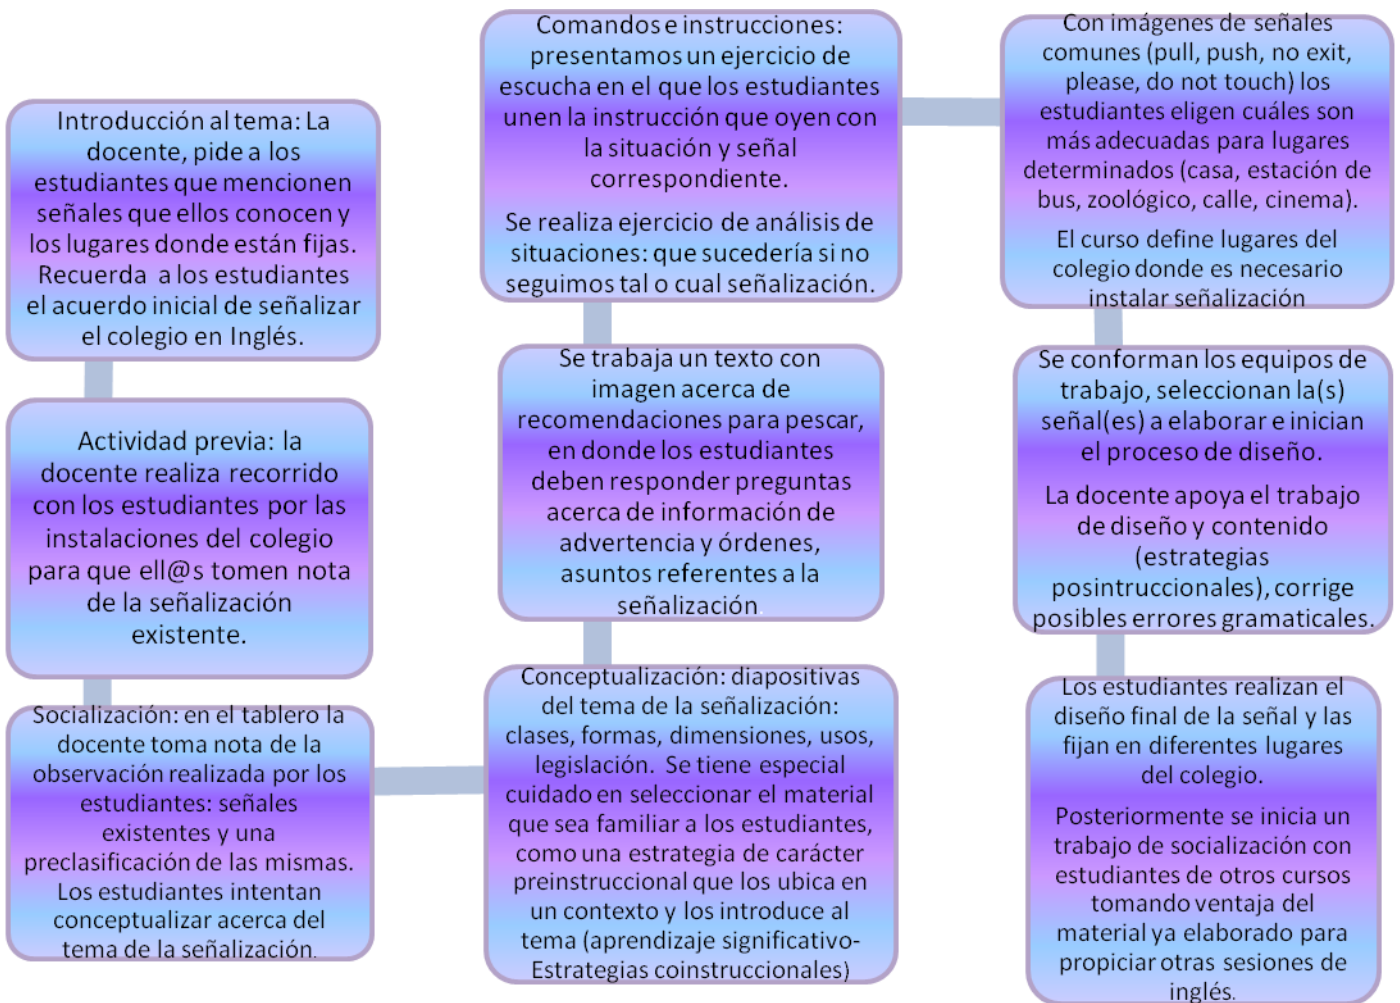 Introducción al tema: La
docente, pide a los
estudiantes que mencionen
señales que ellos conocen y
los lugares donde están fijas.
Recuerda a los estudiantes
el acuerdo inicial de señalizar
el colegio en Inglés.
Actividad previa: la
docente realiza recorrido
con los estudiantes por las
instalaciones del colegio
para que ell@s tomen nota
de la señalización
existente.
Socialización: en el tablero la
docente toma nota de la
observación realizada por los
estudiantes: señales
existentes y una
preclasificación de las mismas.
Los estudiantes intentan
conceptualizar acerca del
tema de la señalización.
Conceptualización: diapositivas
del tema de la señalización:
clases, formas, dimensiones, usos,
legislación. Se tiene especial
cuidado en seleccionar el material
que sea familiar a los estudiantes,
como una estrategia de carácter
preinstruccional que los ubica en
un contexto y los introduce al
tema (aprendizaje significativo-
Estrategias coinstruccionales)
Se trabaja un texto con
imagen acerca de
recomendaciones para pescar,
en donde los estudiantes
deben responder preguntas
acerca de información de
advertencia y órdenes,
asuntos referentes a la
señalización.
Comandos e instrucciones:
presentamos un ejercicio de
escucha en el que los estudiantes
unen la instrucción que oyen con
la situación y señal
correspondiente.
Se realiza ejercicio de análisis de
situaciones: que sucedería si no
seguimos tal o cual señalización.
Con imágenes de señales
comunes (pull, push, no exit,
please, do not touch) los
estudiantes eligen cuáles son
más adecuadas para lugares
determinados (casa, estación de
bus, zoológico, calle, cinema).
El curso define lugares del
colegio donde es necesario
instalar señalización
Se conforman los equipos de
trabajo, seleccionan la(s)
señal(es) a elaborar e inician
el proceso de diseño.
La docente apoya el trabajo
de diseño y contenido
(estrategias
posintruccionales), corrige
posibles errores gramaticales.
Los estudiantes realizan el
diseño final de la señal y las
fijan en diferentes lugares
del colegio.
Posteriormente se inicia un
trabajo de socialización con
estudiantes de otros cursos
tomando ventaja del
material ya elaborado para
propiciar otras sesiones de
inglés.